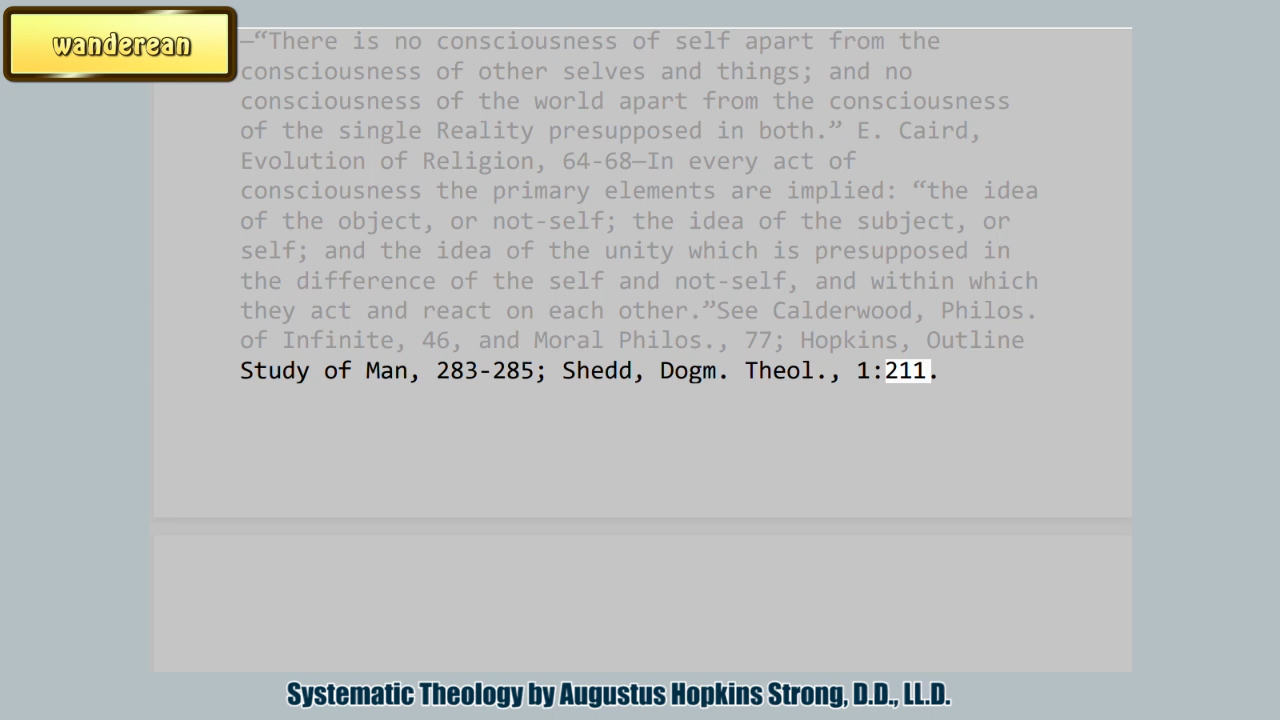 wanderean
—“There is no consciousness of self apart from the
consciousness of other selves and things; and no
consciousness of the world apart from the consciousness
of the single Reality presupposed in both.” E. Caird,
Evolution of Religion, 64-68—In every act of
consciousness the primary elements are implied: “the idea
of the object, or not-self; the idea of the subject, or
self; and the idea of the unity which is presupposed in
the difference of the self and not-self, and within which
they act and react on each other.”See Calderwood, Philos.
of Infinite, 46, and Moral Philos., 77; Hopkins, Outline
Study of Man, 283-285; Shedd, Dogm. Theol., 1:211.
Systematic Theology by Augustus Hopkins Strong, D.D., LL.D.